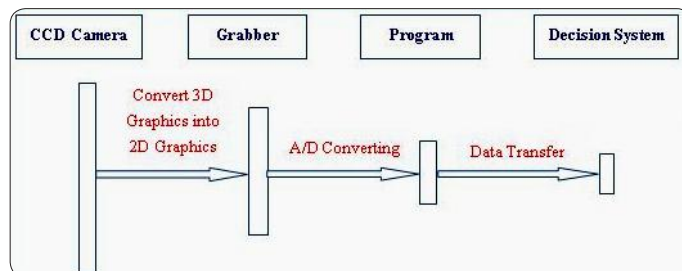 CCD Camera
Grabber
Program
Decision System
Convert 3D
Graphics into
2D Graphics
A/D Converting
Data Transfer